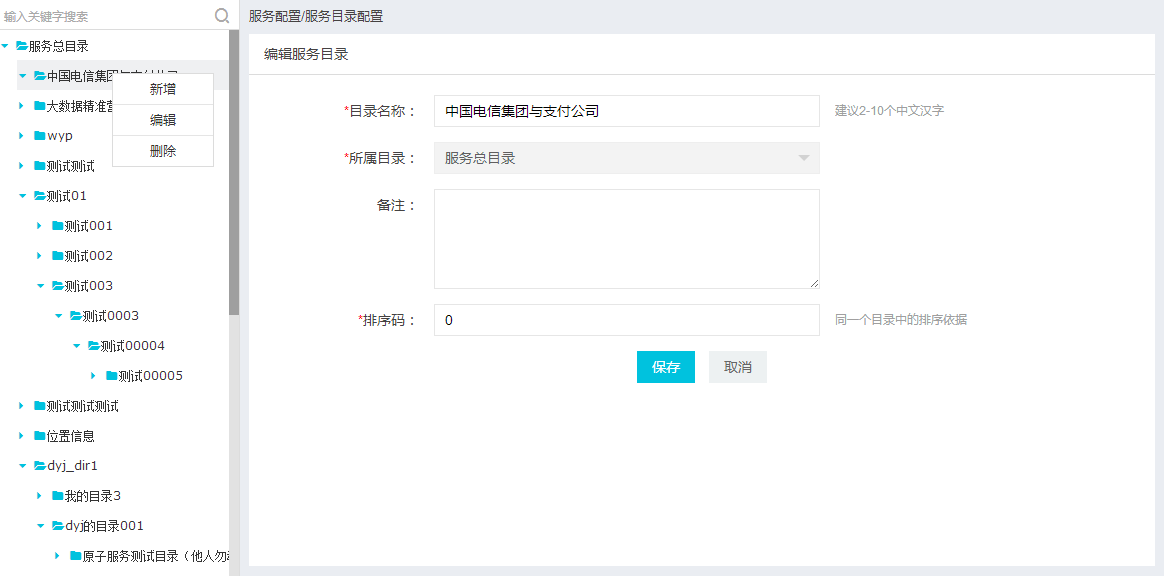 输入关键字搜索
服务总目录
中国电信集团与支付公司
大数据精准营
wyp
测试测试
测试01
测试001
测试002
测试003
测试0003
测试00004
测试00005
测试测试测试
位置信息
dyj_dir1
我的目录3
dyj的目录001
原子服务测试目录（他人勿动
新增
编辑
删除
服务配置/服务目录配置
编辑服务目录
*目录名称： 中国电信集团与支付公司 建议2-10个中文汉字
*所属目录： 服务总目录
备注：
*排序码： 0 同一个目录中的排序依据
保存 取消